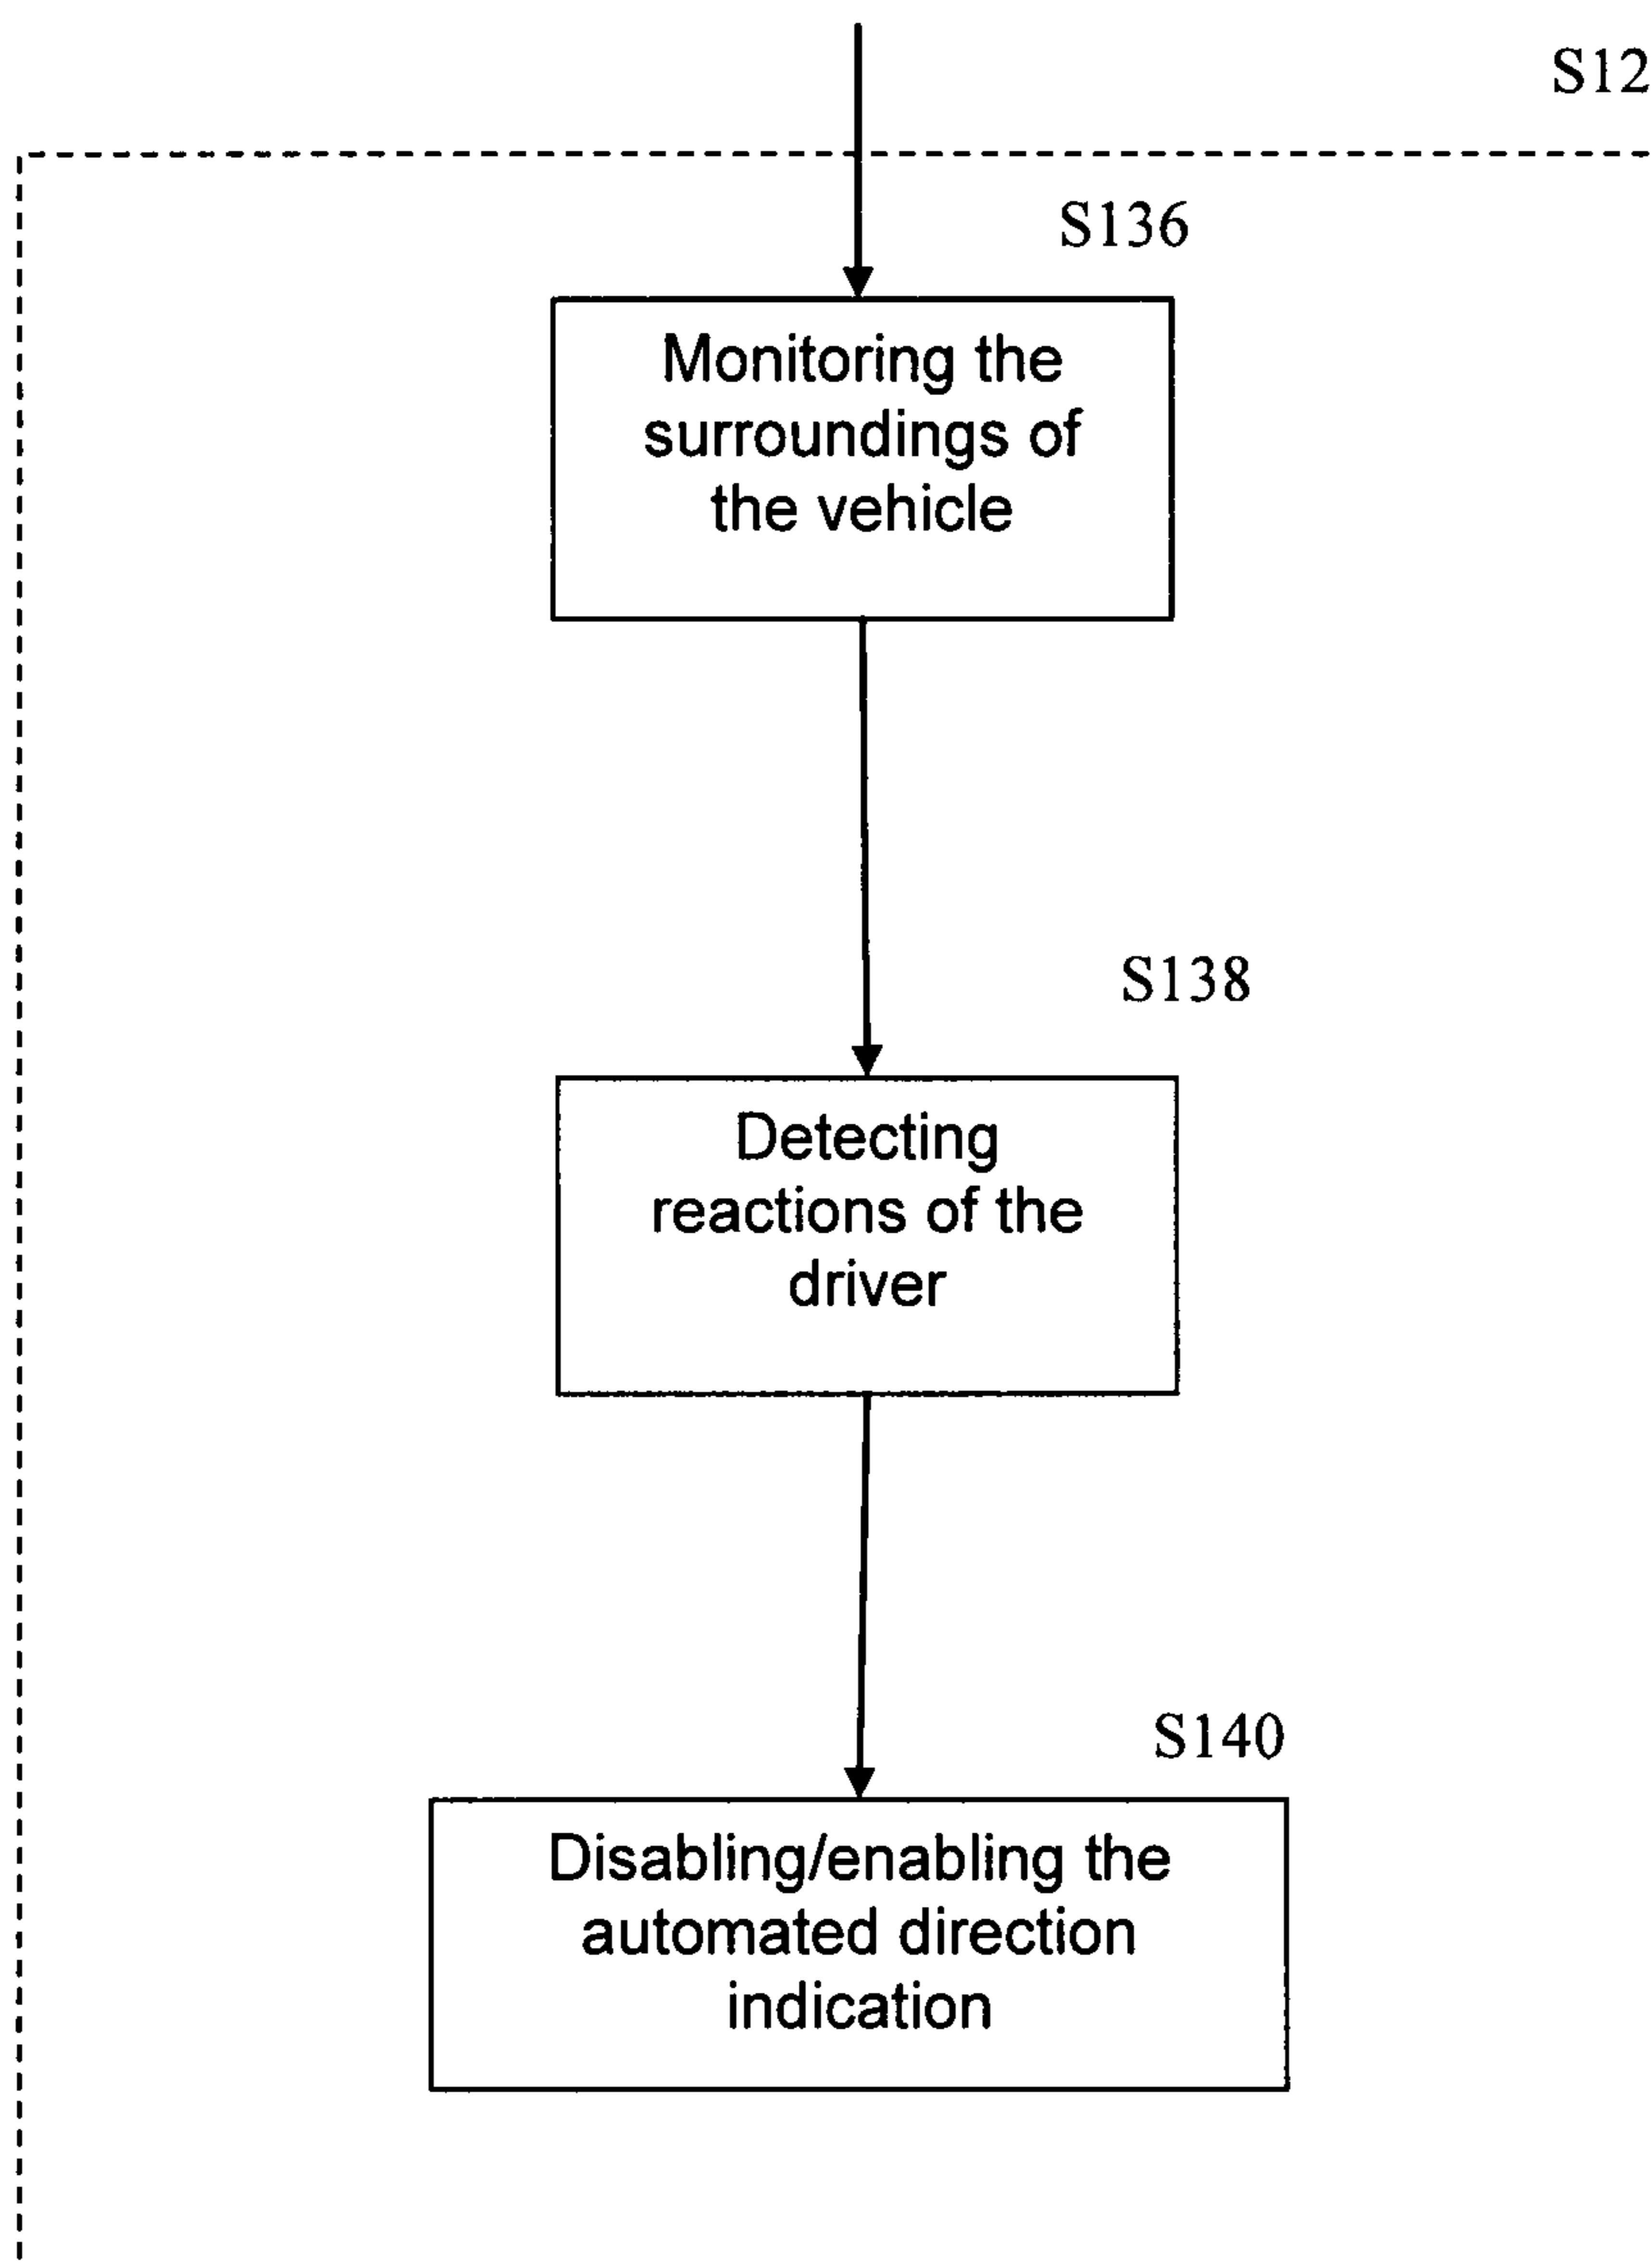 S12
S136
Monitoring the
surroundings of
the vehicle
S138
Detecting
reactions of the
driver
S140
Disabling/enabling the
automated direction
indication